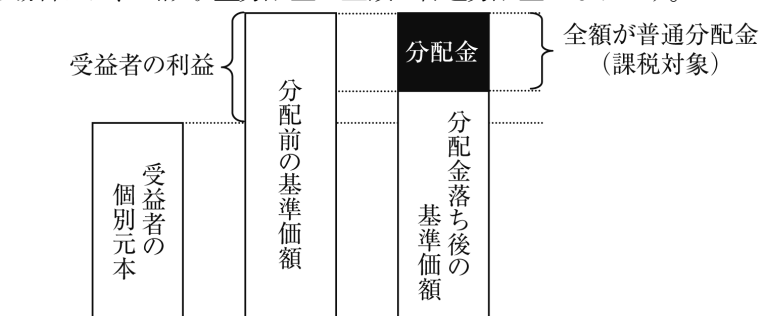 受益者の利益
分配金
全額が普通分配金
（課税対象）
受益者の
個別元本
分配前の基準価額
分配金落ち後の
基準価額